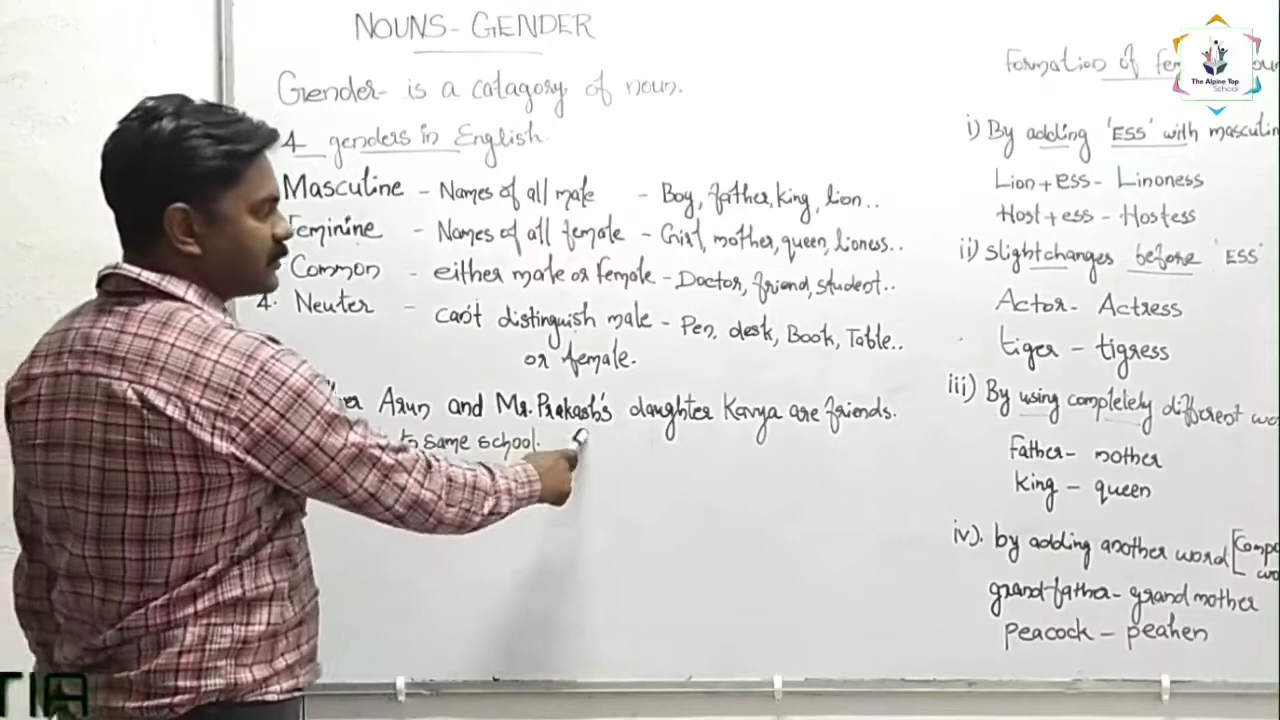 NOUNS - GENDER
Gender- is a catagory of noun.
4 genders in English
Masculine - Names of all male - Boy, father, king, lion..
Feminine - Names of all female - Girl, mother, queen, lioness..
Common - either male or female - Doctor, friend, student..
4. Neuter - can't distinguish male - Pen, desk, Book, Table..
or female.
Arun and Mr. Prakash's daughter Kavya are friends.
to same school.
Formation of
i) By adding 'ESS' with masculin
Lion+ess- Linoness
Host+ess - Hostess
ii) slight changes before 'ESS'
Actor- Actress
tiger - tigress
iii) By using completely different wo
Father- mother
king - queen
iv). by adding another word [Compo
wo
grand-father- grand mother
Peacock - peahen
The Alpine Top
School
TIA